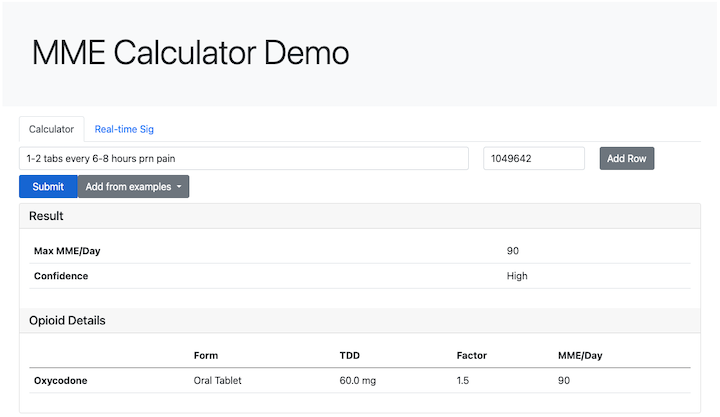 MME Calculator Demo
Calculator Real-time Sig
1-2 tabs every 6-8 hours prn pain 1049642 Add Row
Submit Add from examples
Result
Max MME/Day 90
Confidence High
Opioid Details
Form TDD Factor MME/Day
Oxycodone Oral Tablet 60.0 mg 1.5 90